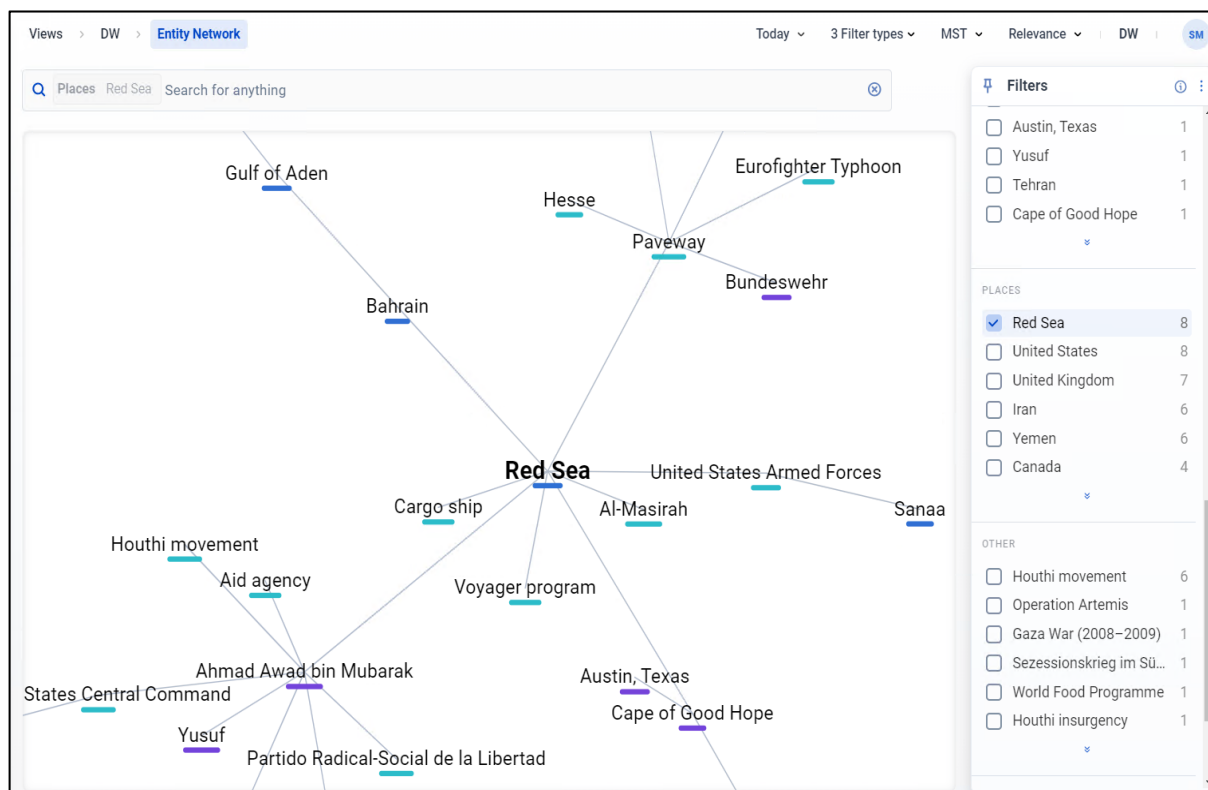 Views > DW > Entity Network
Today 3 Filter types MST Relevance DW SM
Places Red Sea Search for anything
Gulf of Aden
Eurofighter Typhoon
Hesse
Paveway
Bundeswehr
Bahrain
Red Sea
United States Armed Forces
Cargo ship
Al-Masirah
Sanaa
Houthi movement
Aid agency
Voyager program
Ahmad Awad bin Mubarak
Austin, Texas
States Central Command
Cape of Good Hope
Yusuf
Partido Radical-Social de la Libertad
Filters
Austin, Texas 1
Yusuf 1
Tehran 1
Cape of Good Hope 1
PLACES
Red Sea 8
United States 8
United Kingdom 7
Iran 6
Yemen 6
Canada 4
OTHER
Houthi movement 6
Operation Artemis 1
Gaza War (2008–2009) 1
Sezessionskrieg im Sü... 1
World Food Programme 1
Houthi insurgency 1